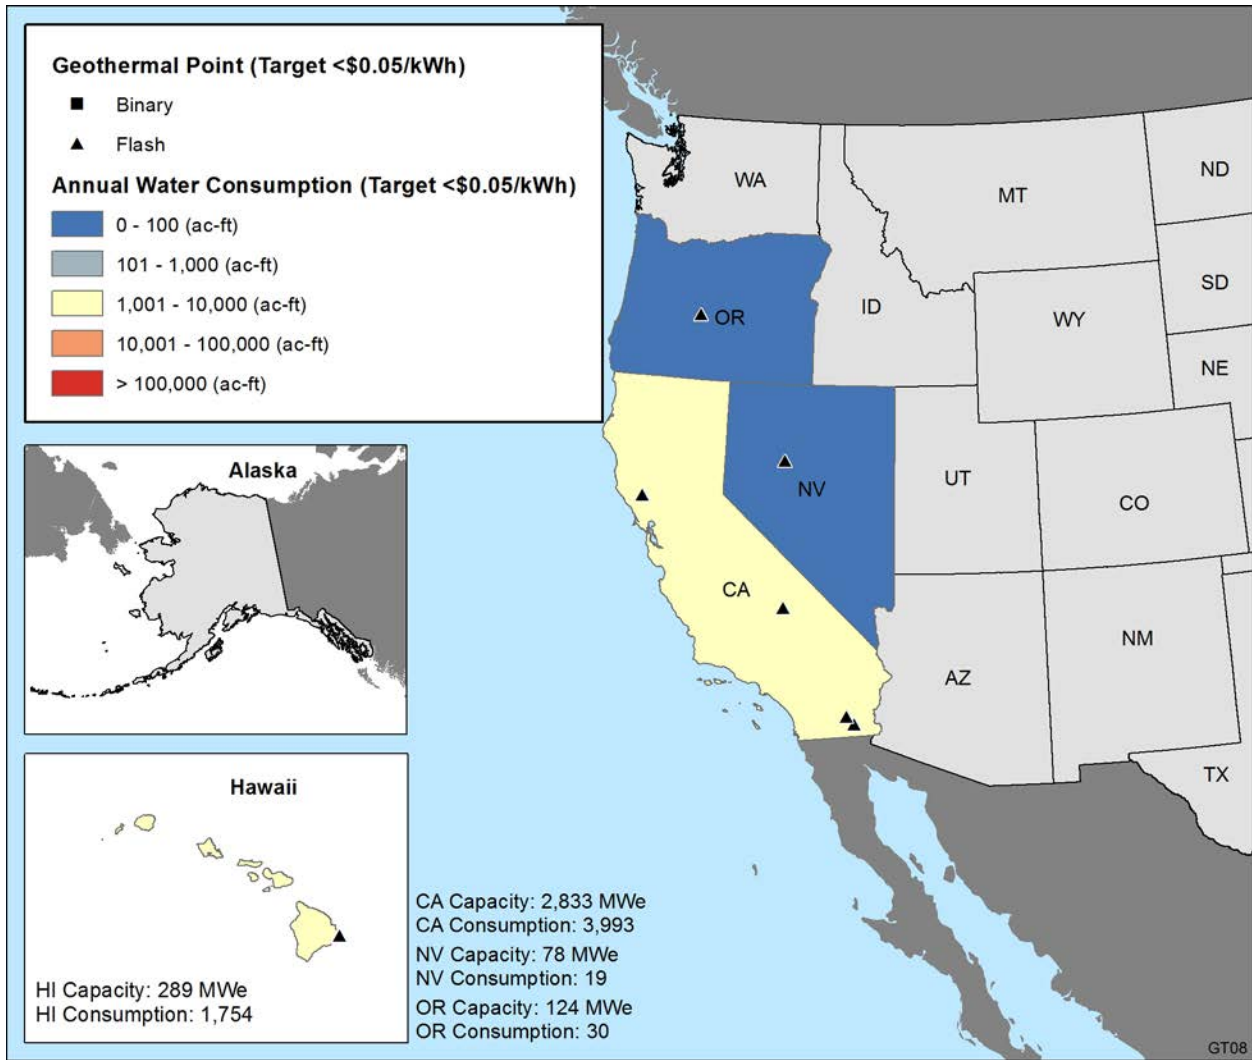 Geothermal Point (Target <$0.05/kWh)
Binary
Flash
Annual Water Consumption (Target <$0.05/kWh)
0 - 100 (ac-ft)
101 - 1,000 (ac-ft)
1,001 - 10,000 (ac-ft)
10,001 - 100,000 (ac-ft)
> 100,000 (ac-ft)
WA
MT
ND
OR
ID
WY
SD
NE
NV
UT
CO
CA
AZ
NM
TX
Alaska
Hawaii
HI Capacity: 289 MWe
HI Consumption: 1,754
CA Capacity: 2,833 MWe
CA Consumption: 3,993
NV Capacity: 78 MWe
NV Consumption: 19
OR Capacity: 124 MWe
OR Consumption: 30
GT08